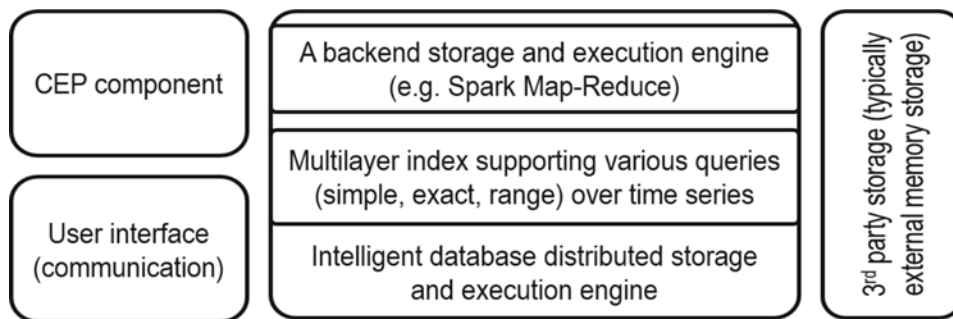 CEP component
User interface
(communication)
A backend storage and execution engine
(e.g. Spark Map-Reduce)
Multilayer index supporting various queries
(simple, exact, range) over time series
Intelligent database distributed storage
and execution engine
3rd party storage (typically
external memory storage)